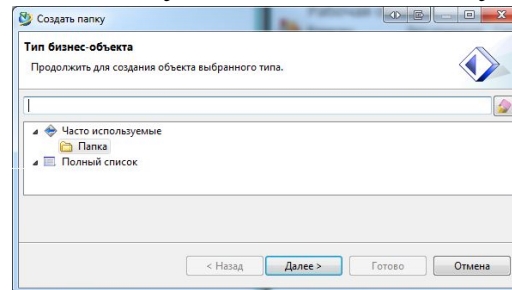 Создать папку
Тип бизнес-объекта
Продолжить для создания объекта выбранного типа.
Часто используемые
Папка
Полный список
< Назад
Далее >
Готово
Отмена